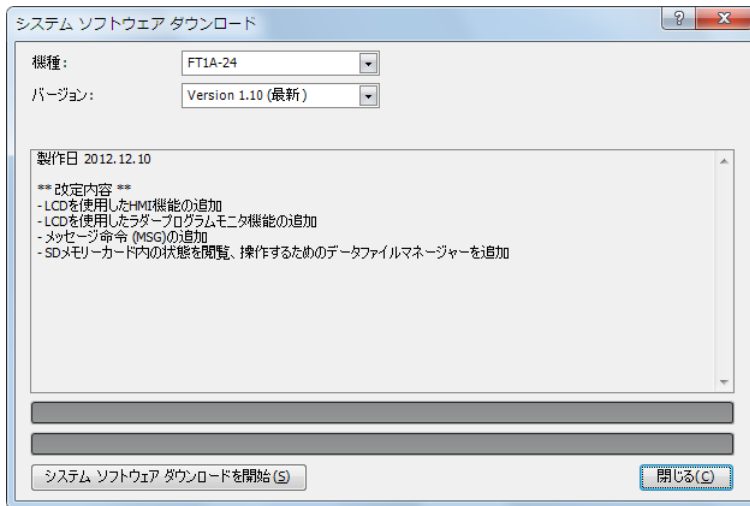 システム ソフトウェア ダウンロード
機種: FT1A-24
バージョン: Version 1.10 (最新)
製作日 2012.12.10
** 改定内容 **
- LCDを使用したHMI機能の追加
- LCDを使用したラダープログラムモニタ機能の追加
- メッセージ命令 (MSG)の追加
- SDメモリーカード内の状態を閲覧、操作するためのデータファイルマネージャーを追加
システム ソフトウェア ダウンロードを開始(S) 閉じる(C)